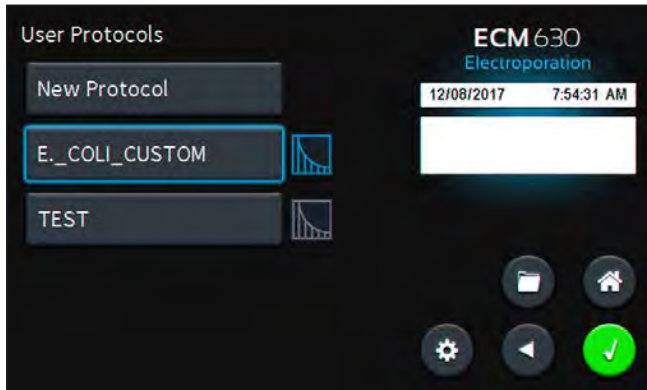 User Protocols
New Protocol
E._COLI_CUSTOM
TEST
ECM 630
Electroporation
12/08/2017 7:54:31 AM